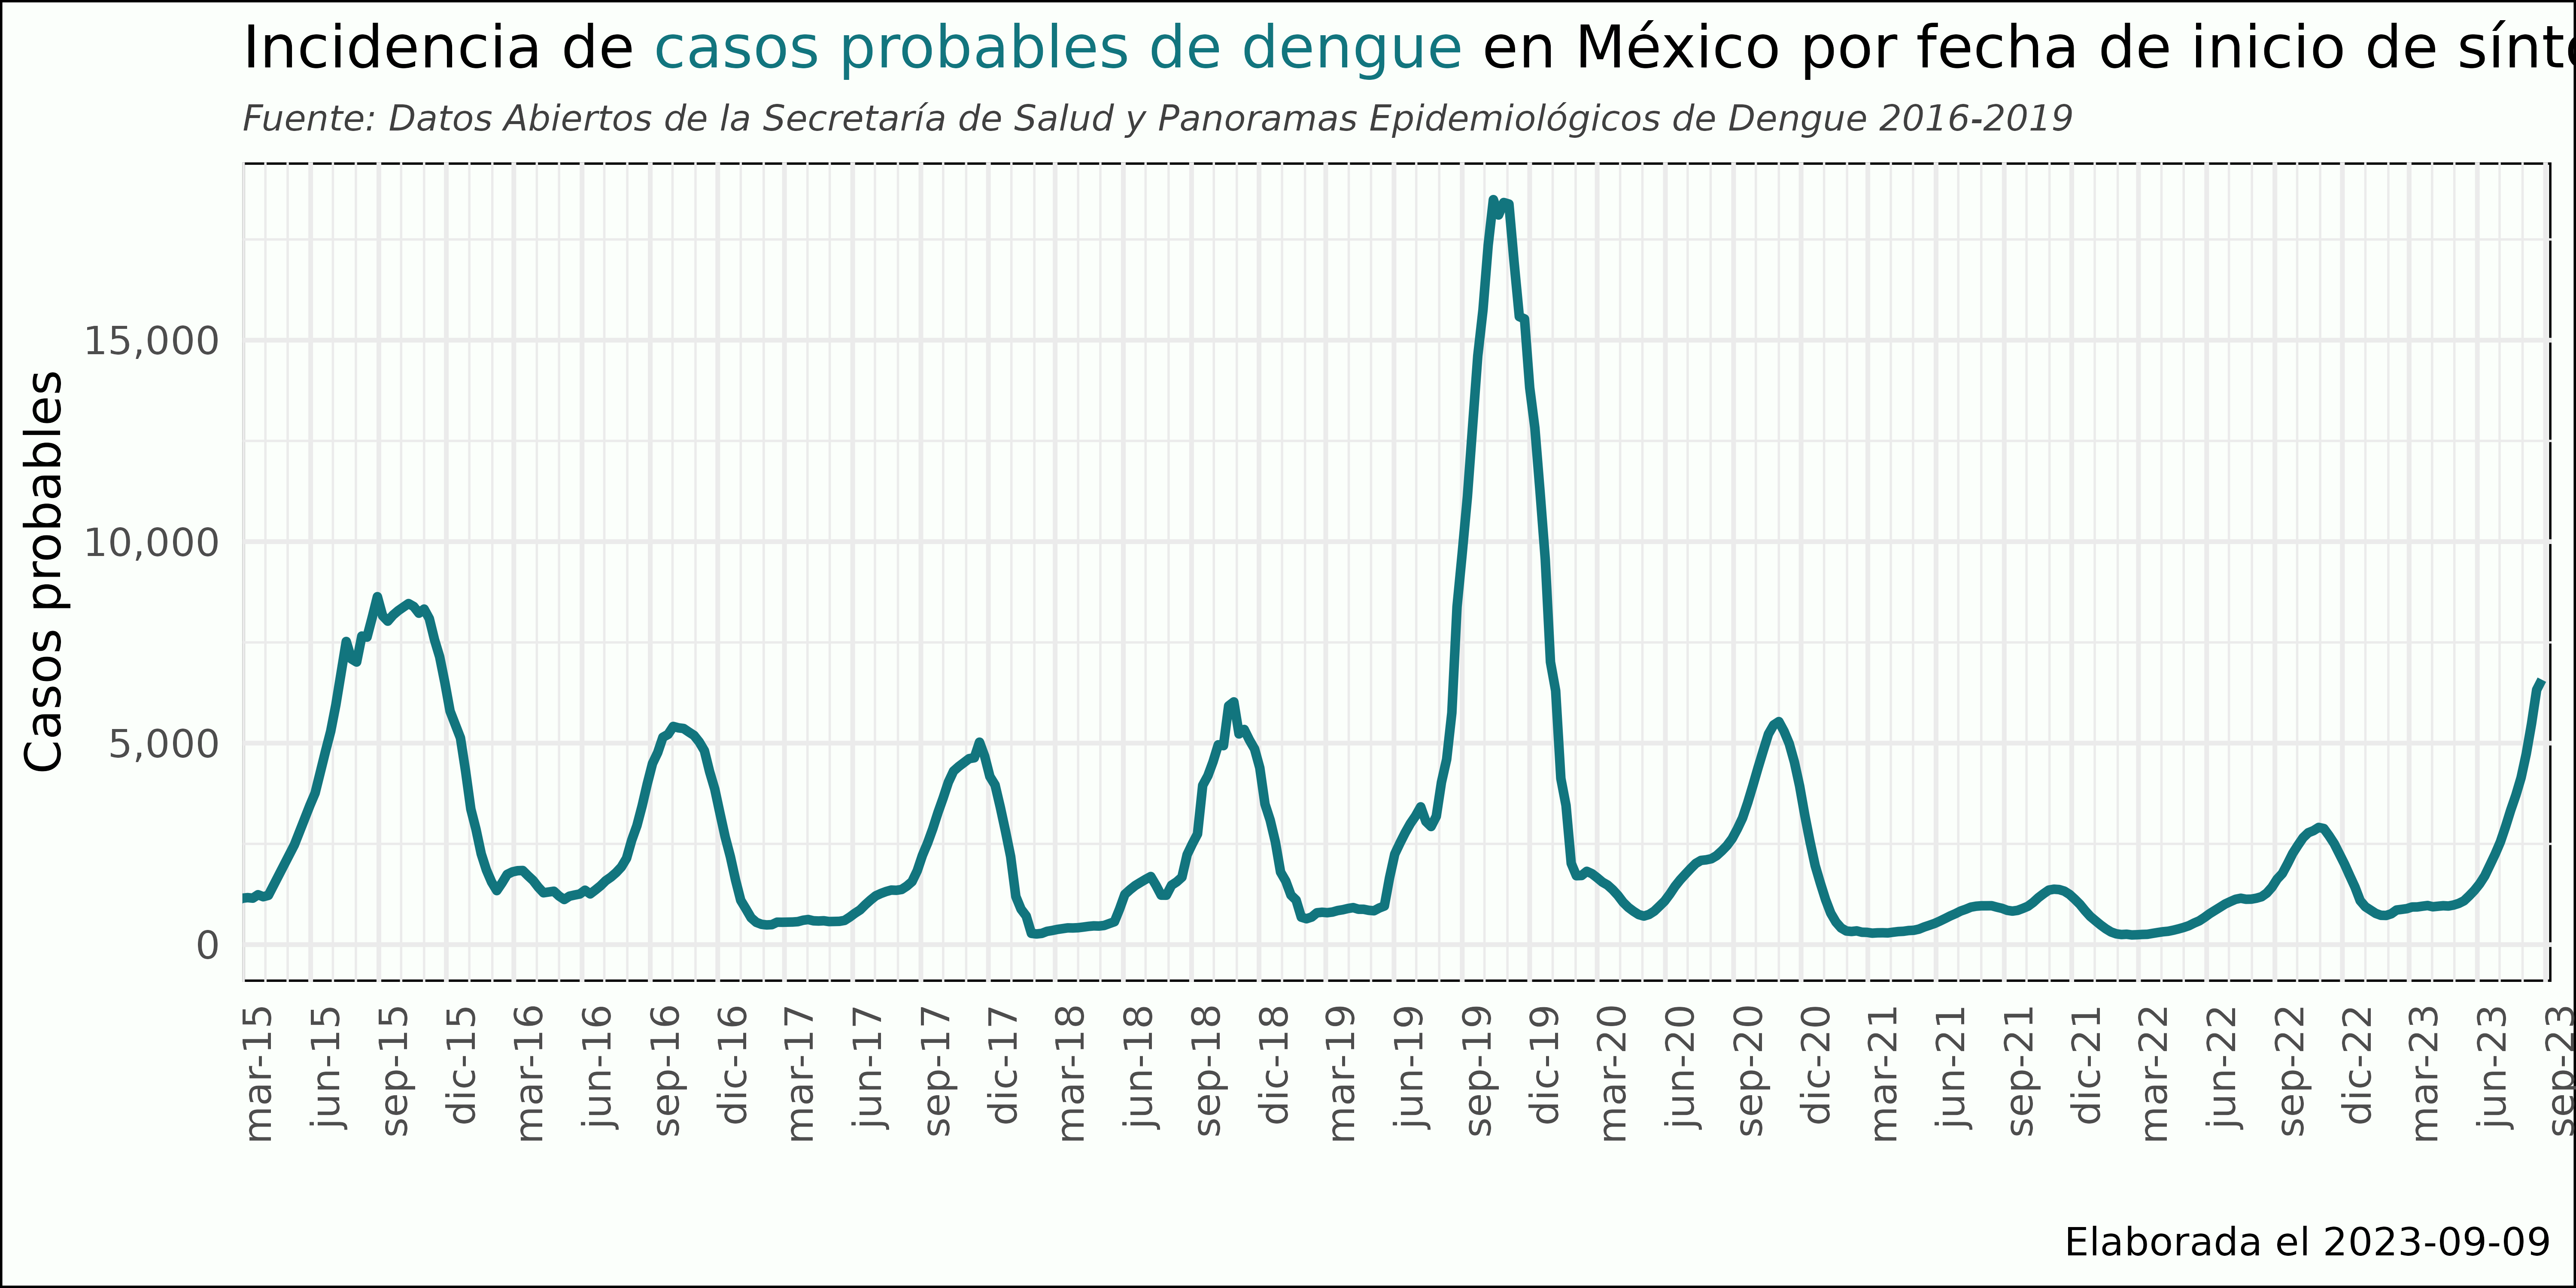 Incidencia de casos probables de dengue en México por fecha de inicio de
Fuente: Datos Abiertos de la Secretaría de Salud y Panoramas Epidemiológicos de Dengue 2016-2019
Casos probables
15,000
10,000
5,000
0
mar-15
jun-15
sep-15
dic-15
mar-16
jun-16
sep-16
dic-16
mar-17
jun-17
sep-17
dic-17
mar-18
jun-18
sep-18
dic-18
mar-19
jun-19
sep-19
dic-19
mar-20
jun-20
sep-20
dic-20
mar-21
jun-21
sep-21
dic-21
mar-22
jun-22
sep-22
dic-22
mar-23
jun-23
sep-23
Elaborada el 2023-09-09